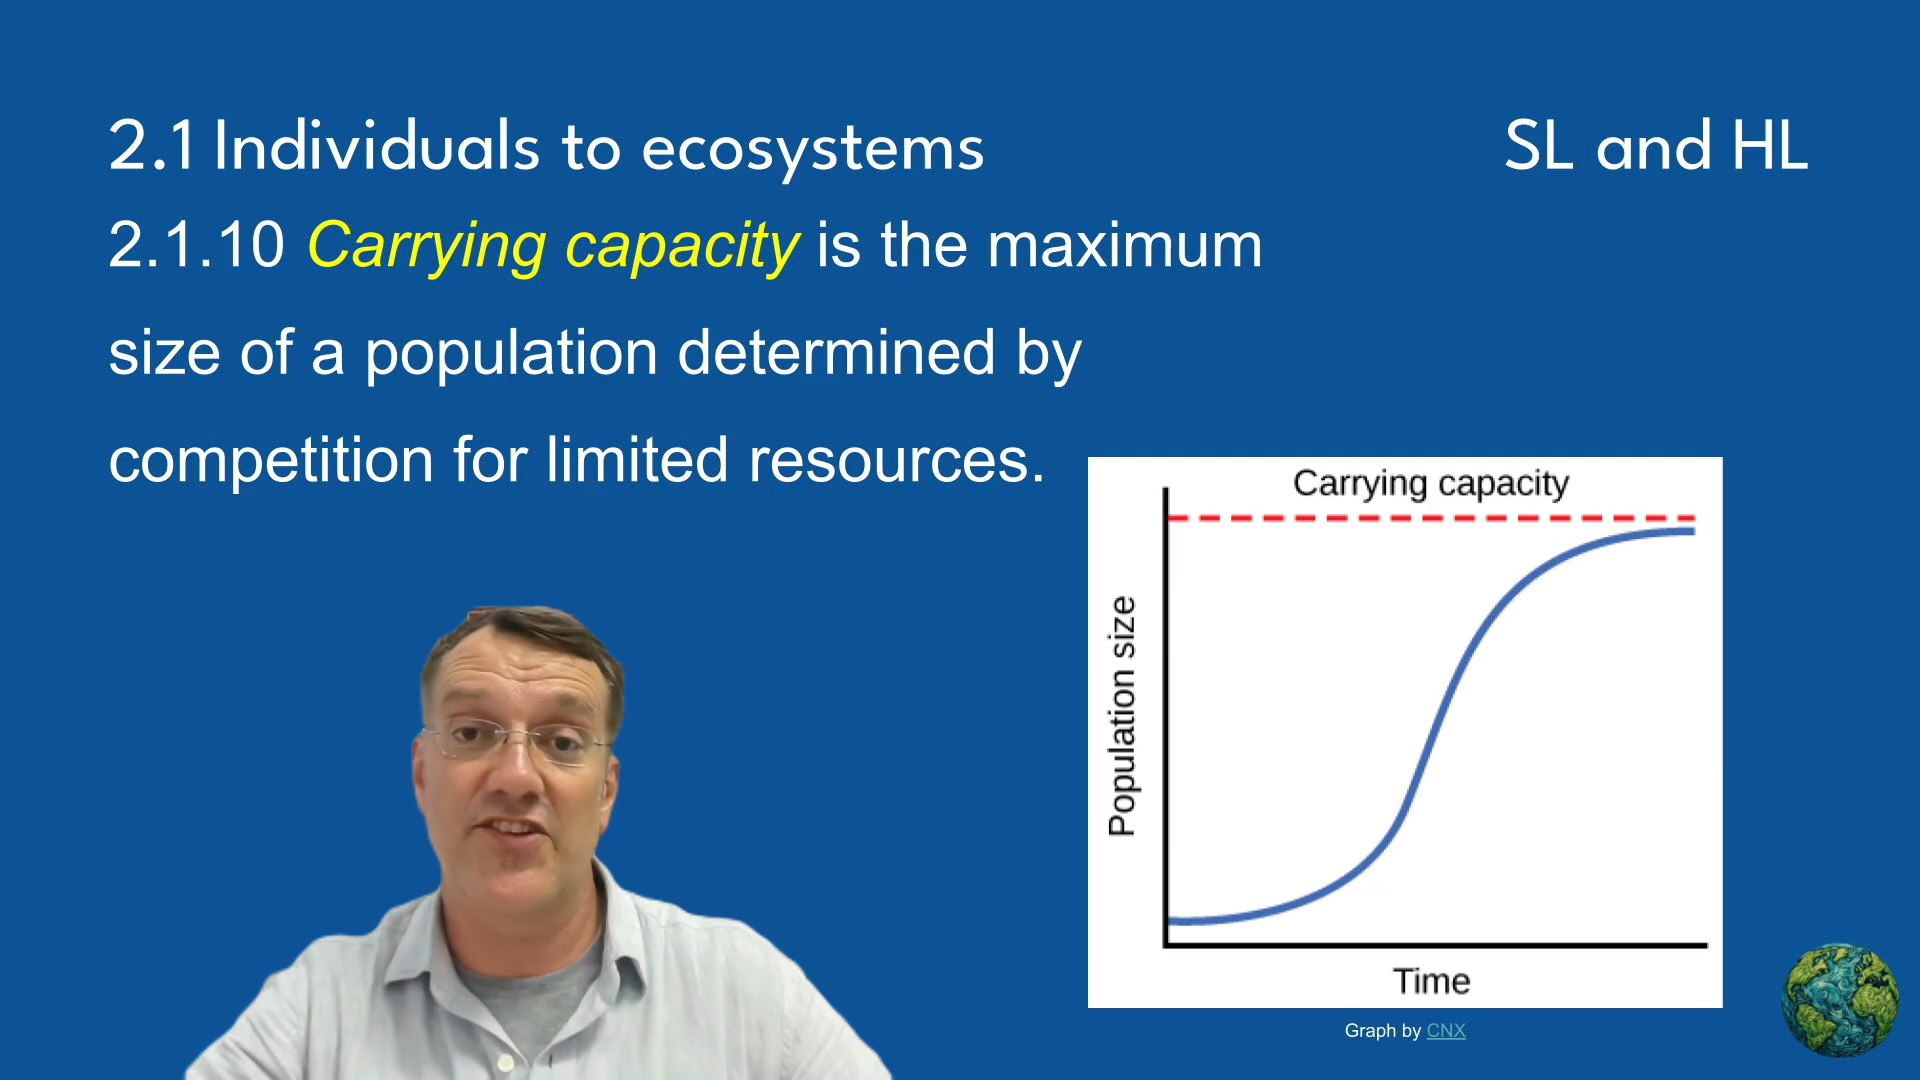 2.1 Individuals to ecosystems
SL and HL
2.1.10 Carrying capacity is the maximum
size of a population determined by
competition for limited resources.
Carrying capacity
Population size
Time
Graph by CNX